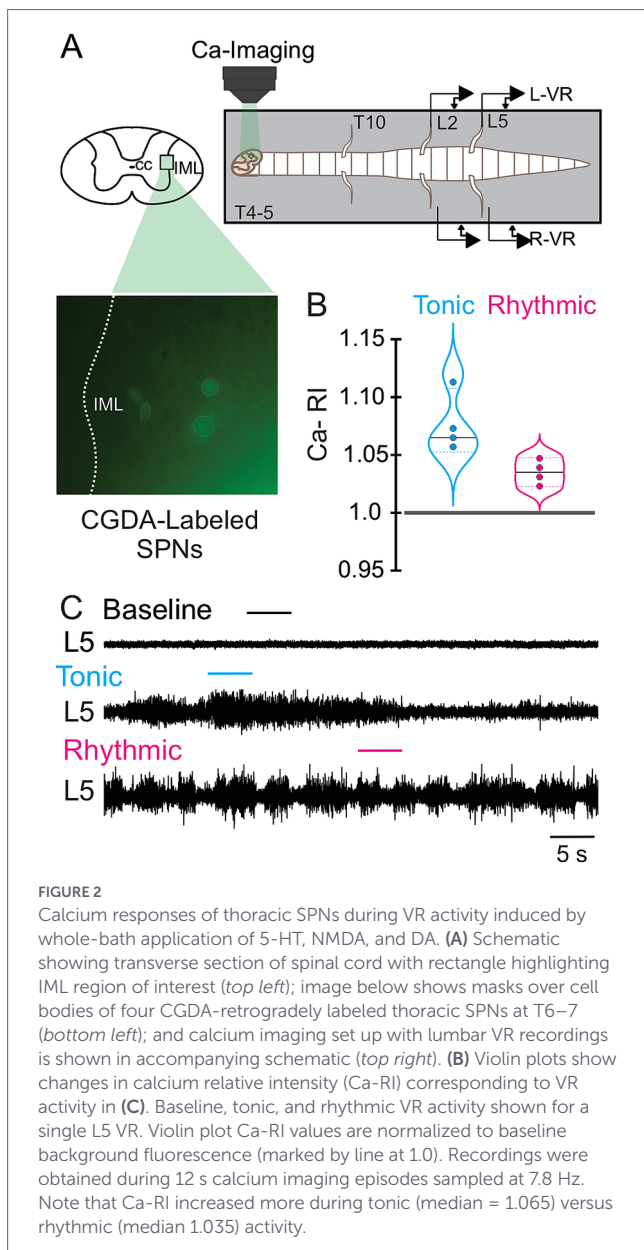 A
Ca-Imaging
CC
IML
T10
L2
L5
L-VR
T4-5
R-VR
IML
CGDA-Labeled
SPNs
B
Tonic
Rhythmic
Ca- RI
1.15
1.10
1.05
1.0
0.95
C Baseline
L5
Tonic
L5
Rhythmic
L5
5 s
FIGURE 2
Calcium responses of thoracic SPNs during VR activity induced by
whole-bath application of 5-HT, NMDA, and DA. (A) Schematic
showing transverse section of spinal cord with rectangle highlighting
IML region of interest (top left); image below shows masks over cell
bodies of four CGDA-retrogradely labeled thoracic SPNs at T6–7
(bottom left); and calcium imaging set up with lumbar VR recordings
is shown in accompanying schematic (top right). (B) Violin plots show
changes in calcium relative intensity (Ca-RI) corresponding to VR
activity in (C). Baseline, tonic, and rhythmic VR activity shown for a
single L5 VR. Violin plot Ca-RI values are normalized to baseline
background fluorescence (marked by line at 1.0). Recordings were
obtained during 12 s calcium imaging episodes sampled at 7.8 Hz.
Note that Ca-RI increased more during tonic (median = 1.065) versus
rhythmic (median 1.035) activity.